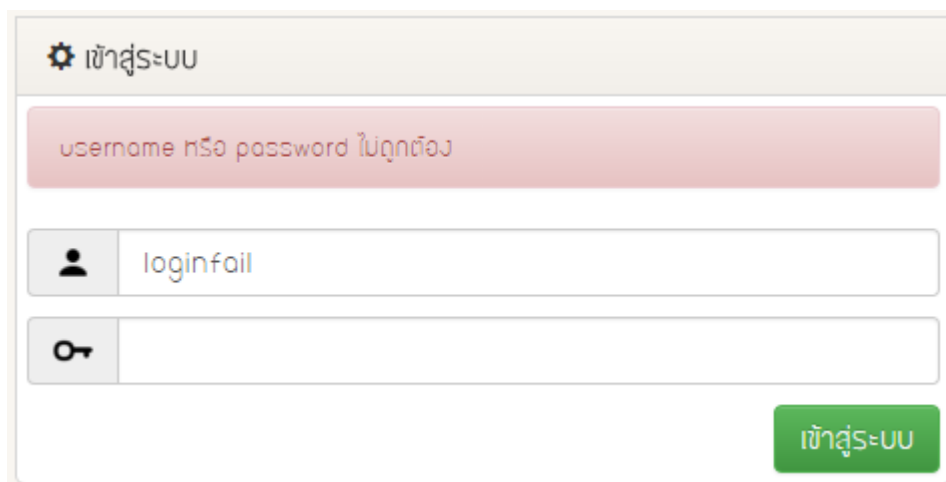 เข้าสู่ระบบ
username หรือ password ไม่ถูกต้อง
loginfail
เข้าสู่ระบบ